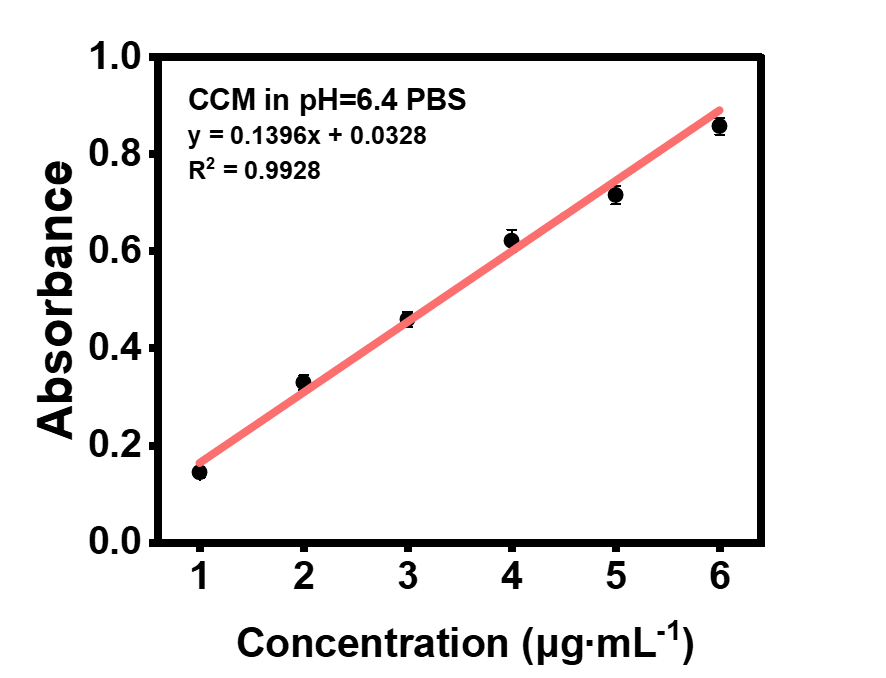 1.0
0.8
0.6
0.4
0.2
0.0
Absorbance
CCM in pH=6.4 PBS
y = 0.1396x + 0.0328
R² = 0.9928
1 2 3 4 5 6
Concentration (μg·mL⁻¹)